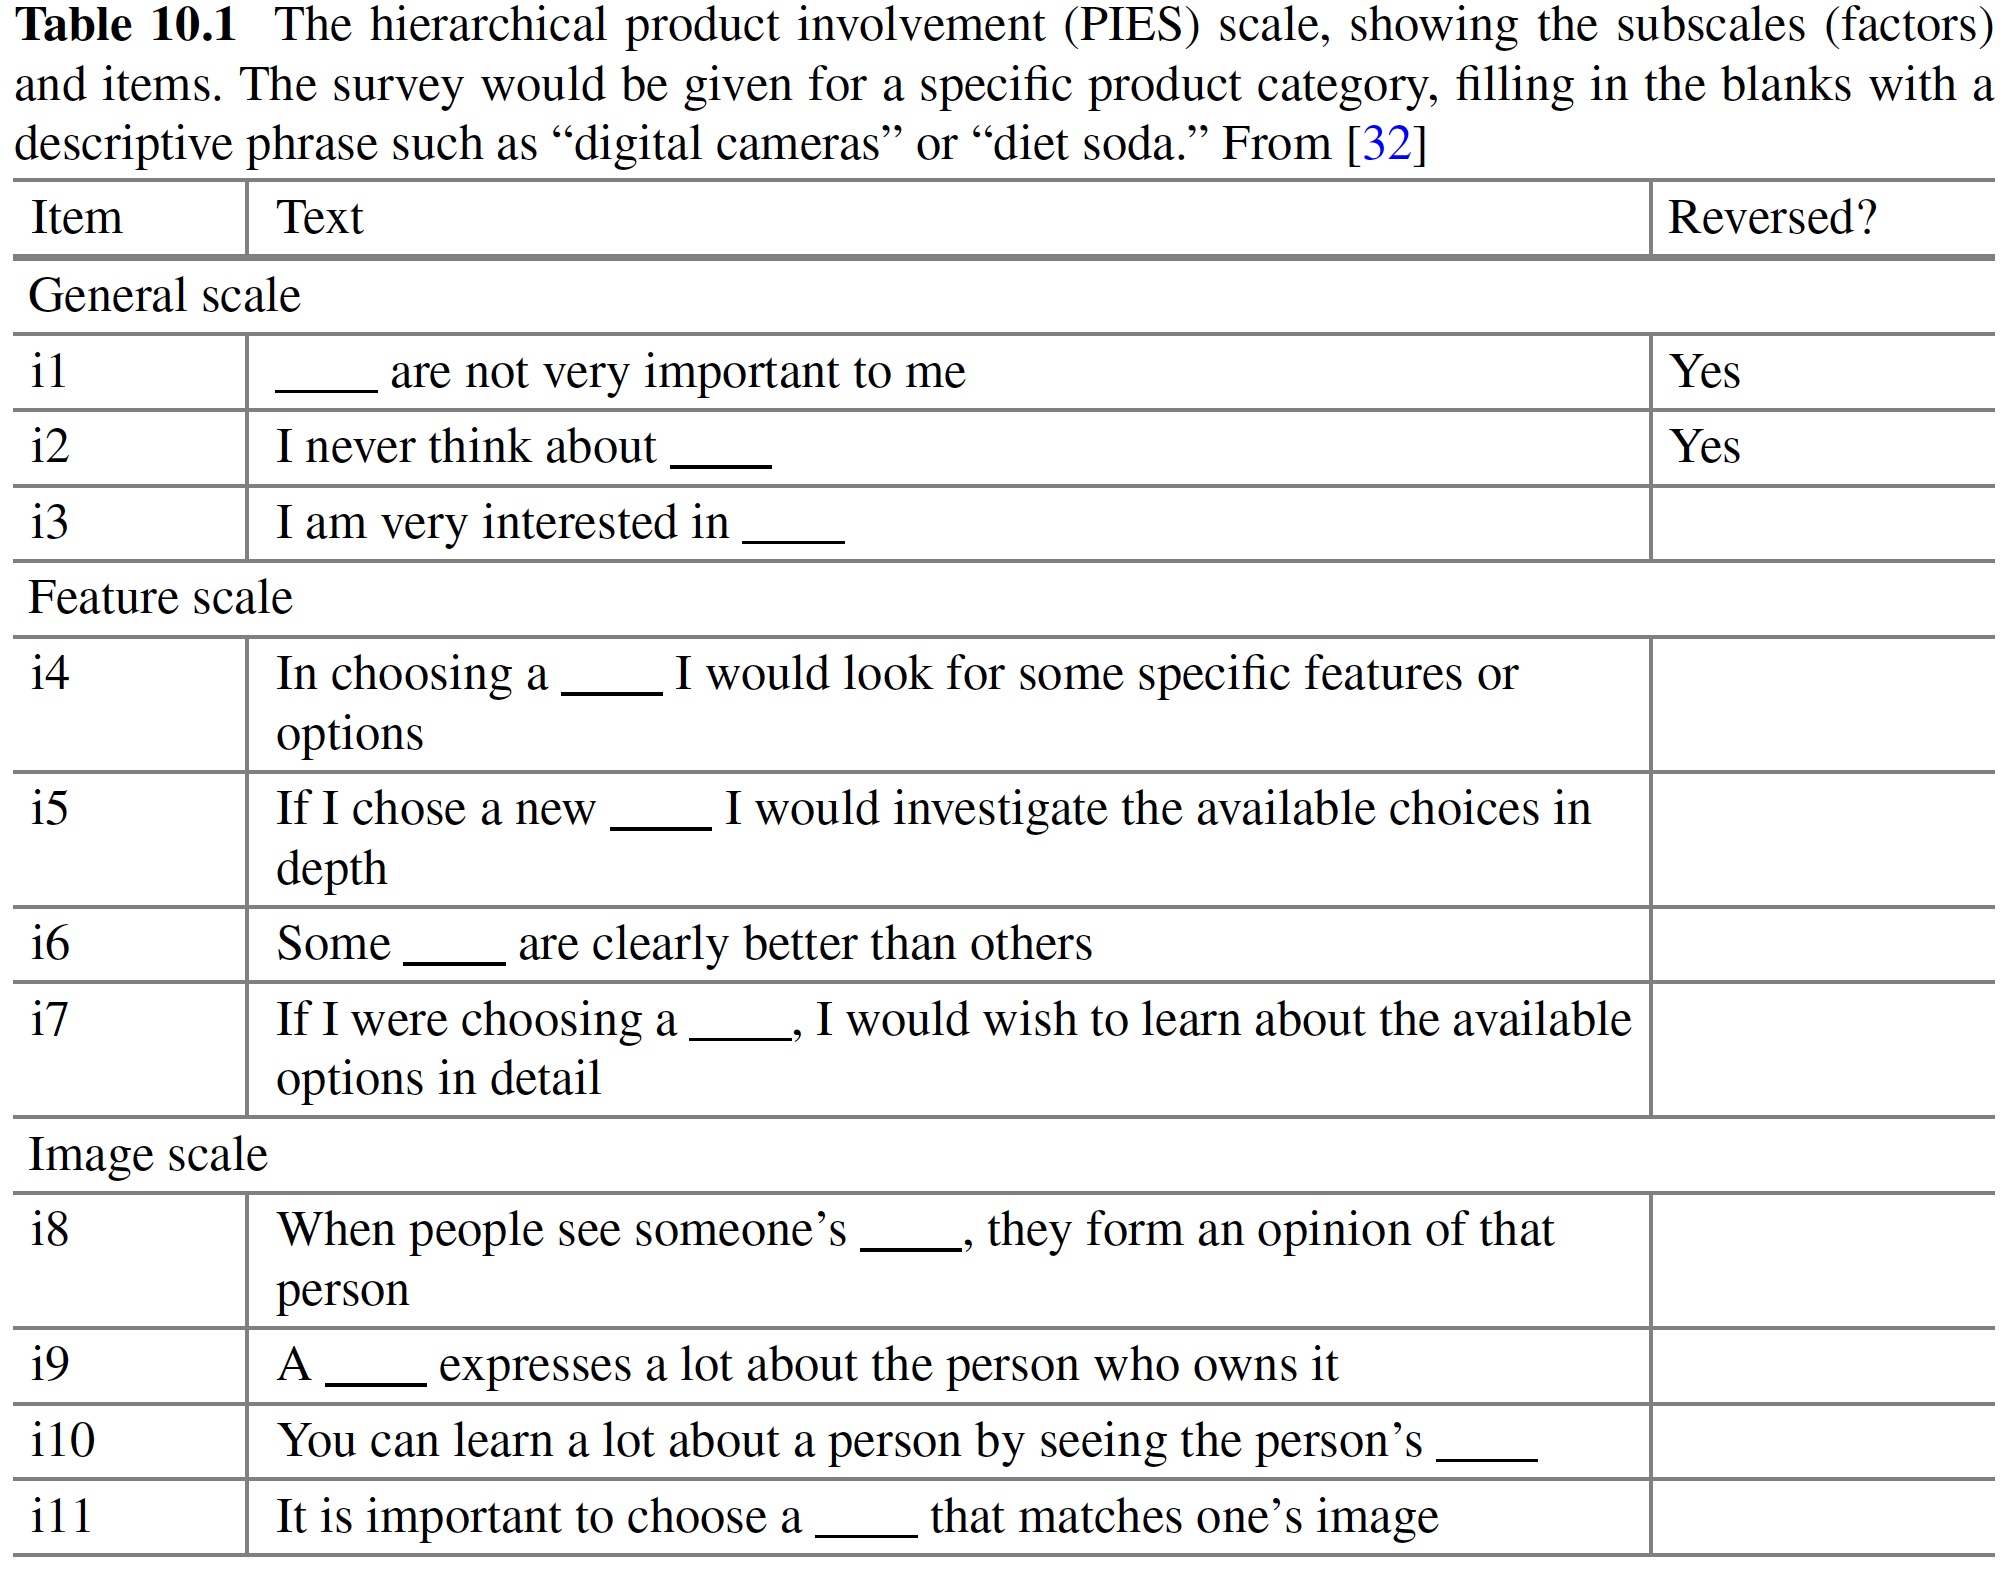 Table 10.1 The hierarchical product involvement (PIES) scale, showing the subscales (factors)
and items. The survey would be given for a specific product category, filling in the blanks with a
descriptive phrase such as “digital cameras” or “diet soda.” From [32]
Item Text Reversed?
General scale
i1 ____ are not very important to me Yes
i2 I never think about ____ Yes
i3 I am very interested in ____
Feature scale
i4 In choosing a ____ I would look for some specific features or
options
i5 If I chose a new ____ I would investigate the available choices in
depth
i6 Some ____ are clearly better than others
i7 If I were choosing a ____, I would wish to learn about the available
options in detail
Image scale
i8 When people see someone’s ____, they form an opinion of that
person
i9 A ____ expresses a lot about the person who owns it
i10 You can learn a lot about a person by seeing the person’s ____
i11 It is important to choose a ____ that matches one’s image